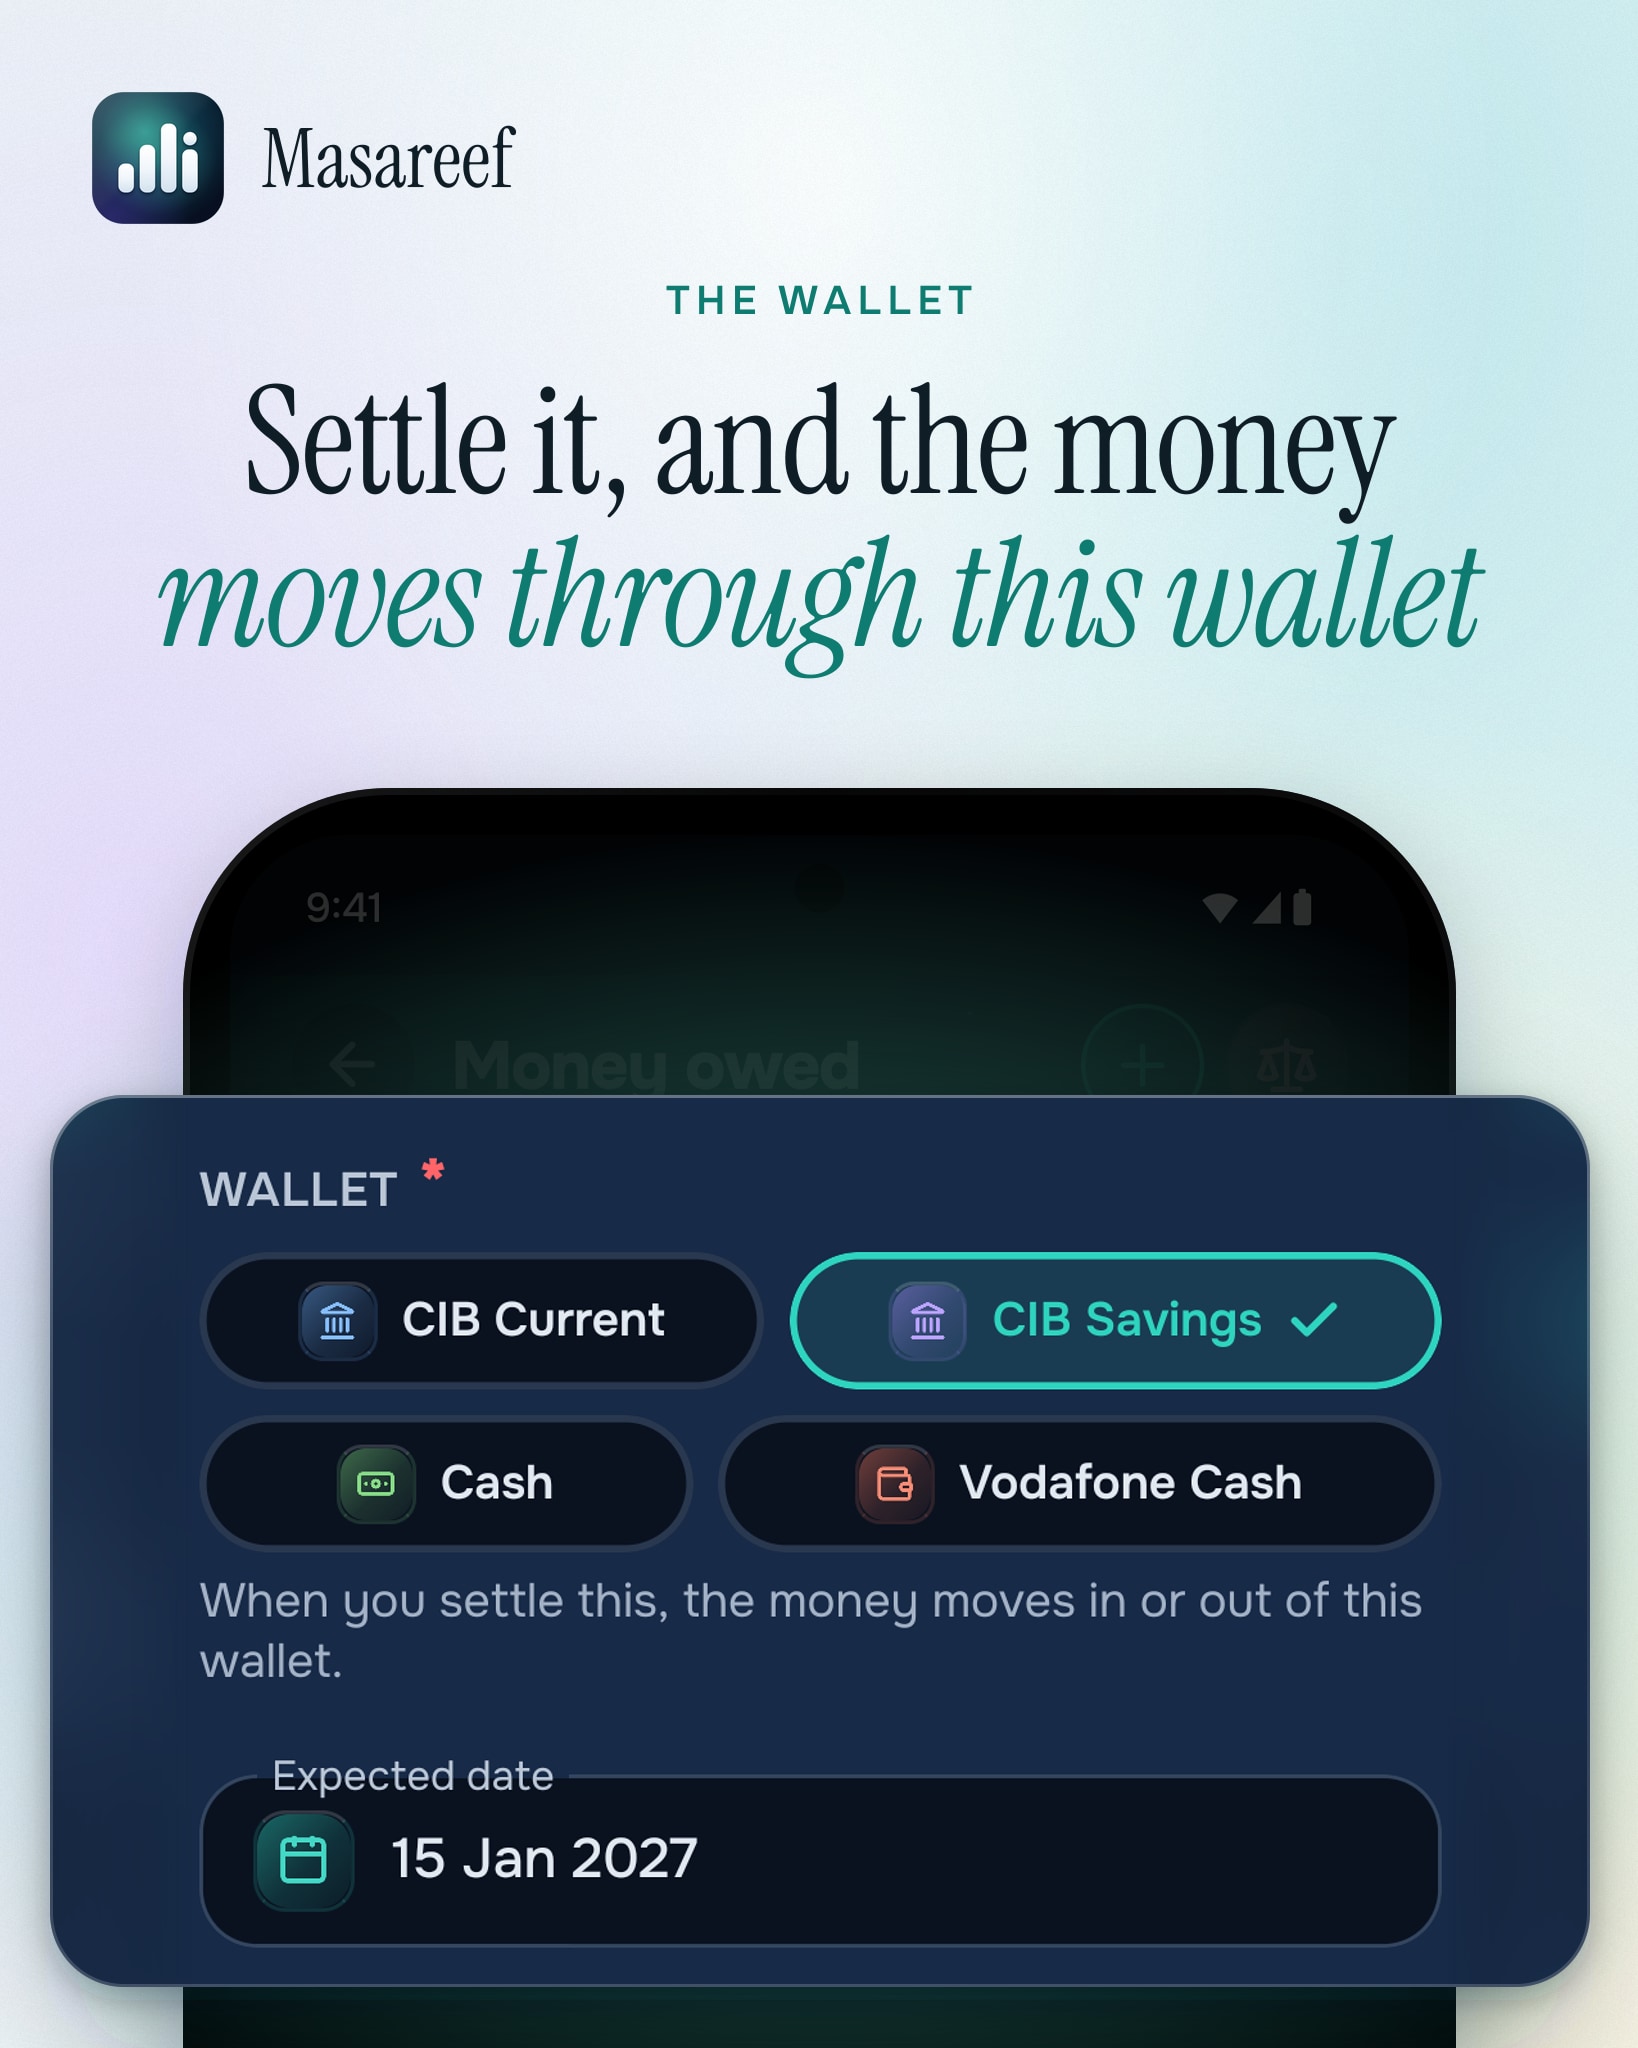 Masareef
THE WALLET
Settle it, and the money
moves through this wallet
9:41
Money owed
WALLET *
CIB Current
CIB Savings
Cash
Vodafone Cash
When you settle this, the money moves in or out of this
wallet.
Expected date
15 Jan 2027